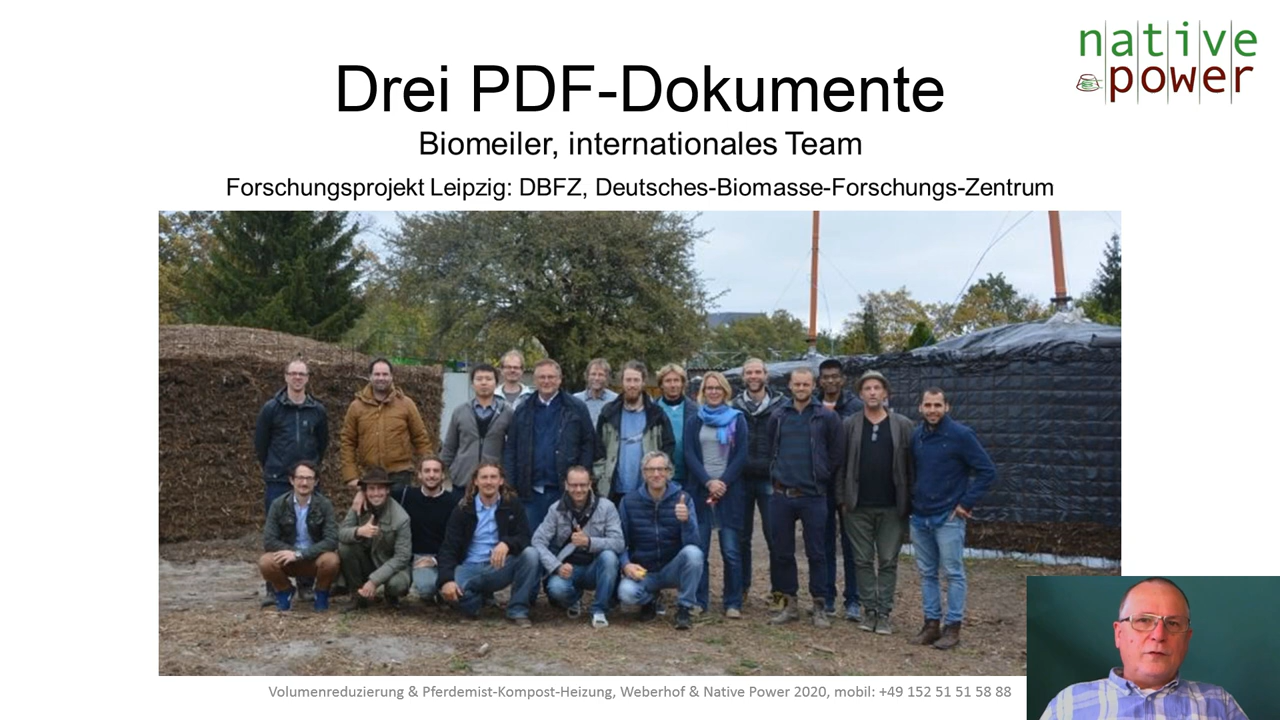 native
power
Drei PDF-Dokumente
Biomeiler, internationales Team
Forschungsprojekt Leipzig: DBFZ, Deutsches-Biomasse-Forschungs-Zentrum
Volumenreduzierung & Pferdemist-Kompost-Heizung, Weberhof & Native Power 2020, mobil: +49 152 51 51 58 88